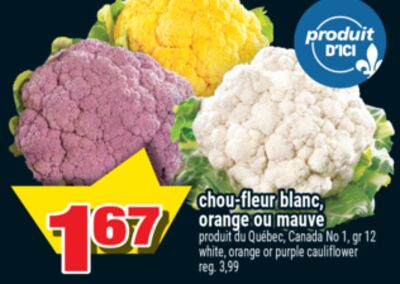 produit
D'ICI
chou-fleur blanc,
orange ou mauve
produit du Québec, Canada No 1, gr 12
white, orange or purple cauliflower
reg. 3,99
1.67